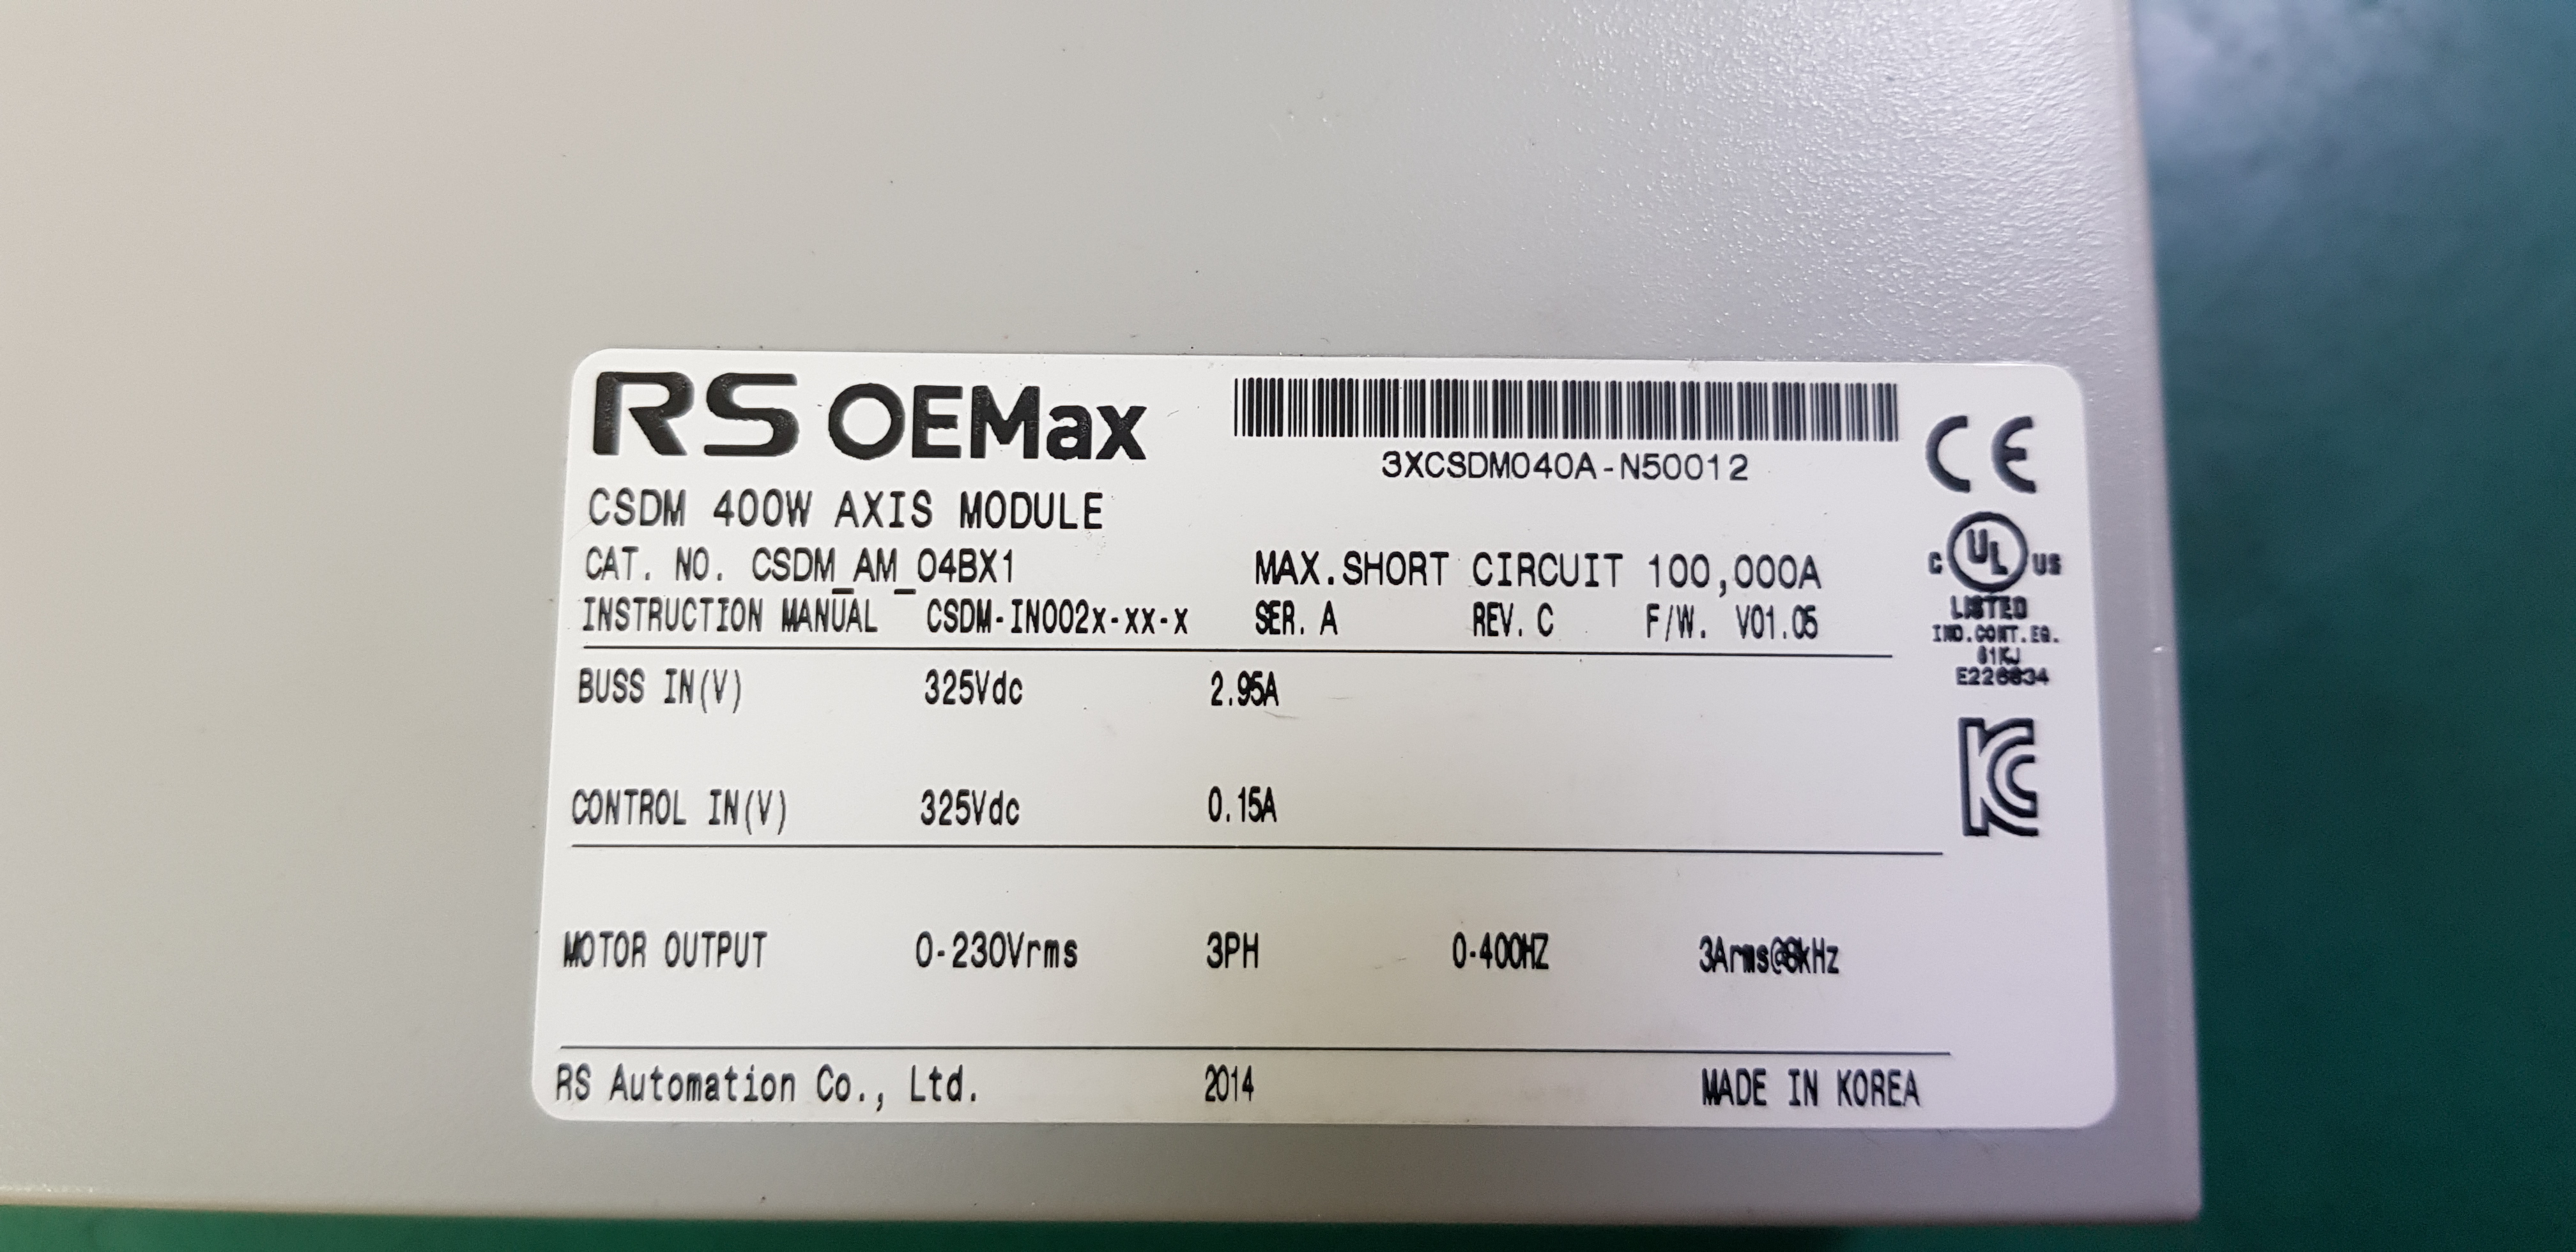 RS OEMax
3XCSDM040A-N50012
CE
CSDM 400W AXIS MODULE
CAT. NO. CSDM_AM_04BX1
MAX.SHORT CIRCUIT 100,000A
C UL US
LISTED
IND.CONT.EQ.
61KJ
INSTRUCTION MANUAL CSDM-IN002x-xx-x SER. A REV. C F/W. V01.05
BUSS IN(V) 325Vdc 2.95A
CONTROL IN(V) 325Vdc 0.15A
KC
MOTOR OUTPUT 0-230Vrms 3PH 0-400HZ 3Arms@8kHz
RS Automation Co., Ltd. 2014 MADE IN KOREA